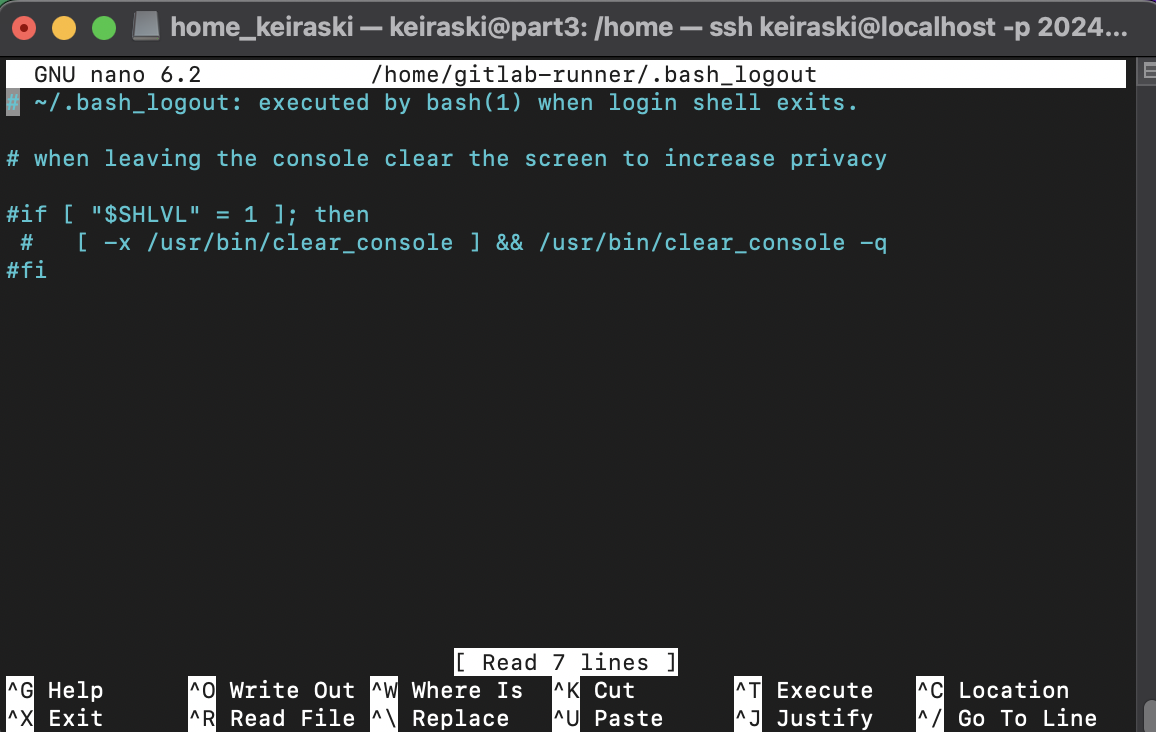 home_keiraski — keiraski@part3: /home — ssh keiraski@localhost -p 2024...
GNU nano 6.2 /home/gitlab-runner/.bash_logout
# ~/.bash_logout: executed by bash(1) when login shell exits.
# when leaving the console clear the screen to increase privacy
#if [ "$SHLVL" = 1 ]; then
 #   [ -x /usr/bin/clear_console ] && /usr/bin/clear_console -q
#fi
[ Read 7 lines ]
^G Help ^O Write Out ^W Where Is ^K Cut ^T Execute ^C Location
^X Exit ^R Read File ^\ Replace ^U Paste ^J Justify ^/ Go To Line